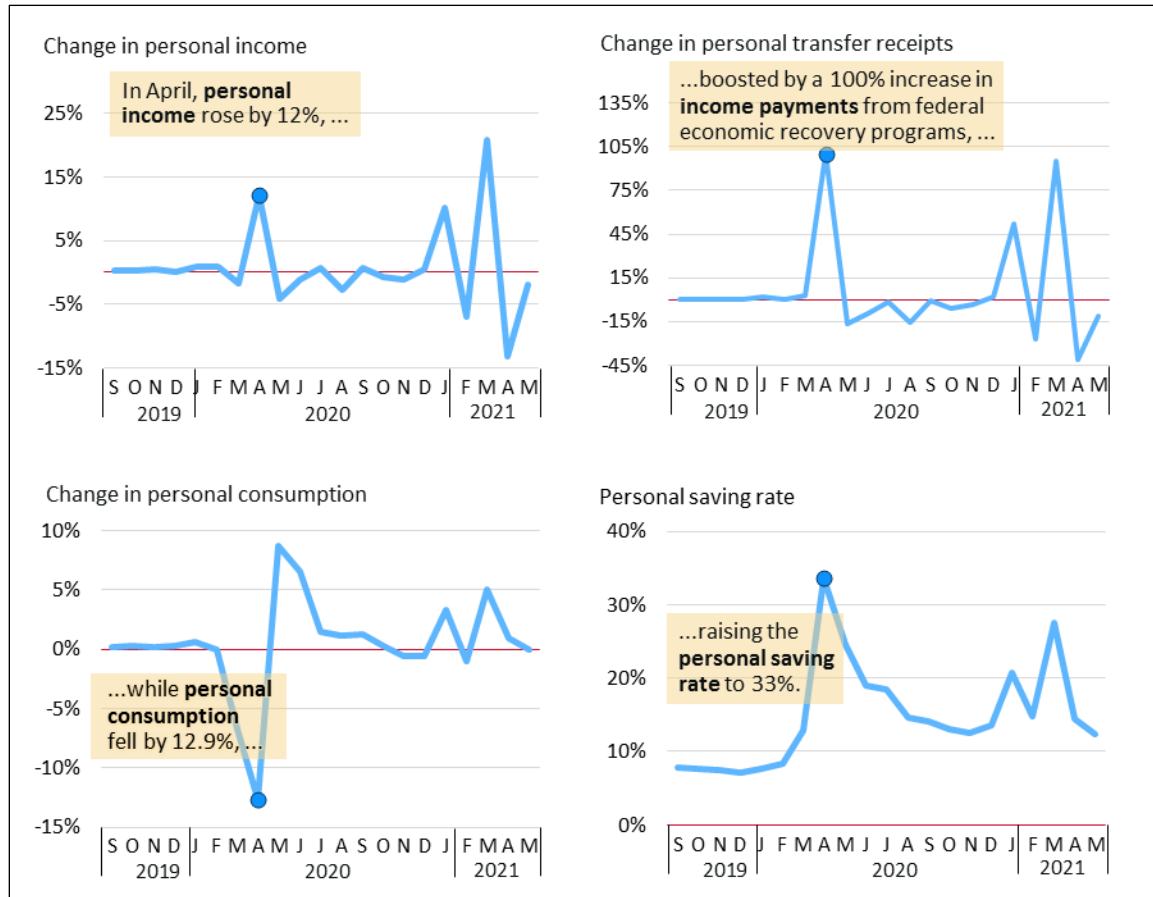 Change in personal income
In April, personal
income rose by 12%, ...
25%
15%
5%
-5%
-15%
S O N D J F M A M J J A S O N D J F M A M
2019 2020 2021
Change in personal transfer receipts
...boosted by a 100% increase in
income payments from federal
economic recovery programs, ...
135%
105%
75%
45%
15%
-15%
-45%
S O N D J F M A M J J A S O N D J F M A M
2019 2020 2021
Change in personal consumption
10%
5%
0%
-5%
-10%
-15%
...while personal
consumption
fell by 12.9%, ...
S O N D J F M A M J J A S O N D J F M A M
2019 2020 2021
Personal saving rate
40%
30%
20%
10%
0%
...raising the
personal saving
rate to 33%.
S O N D J F M A M J J A S O N D J F M A M
2019 2020 2021